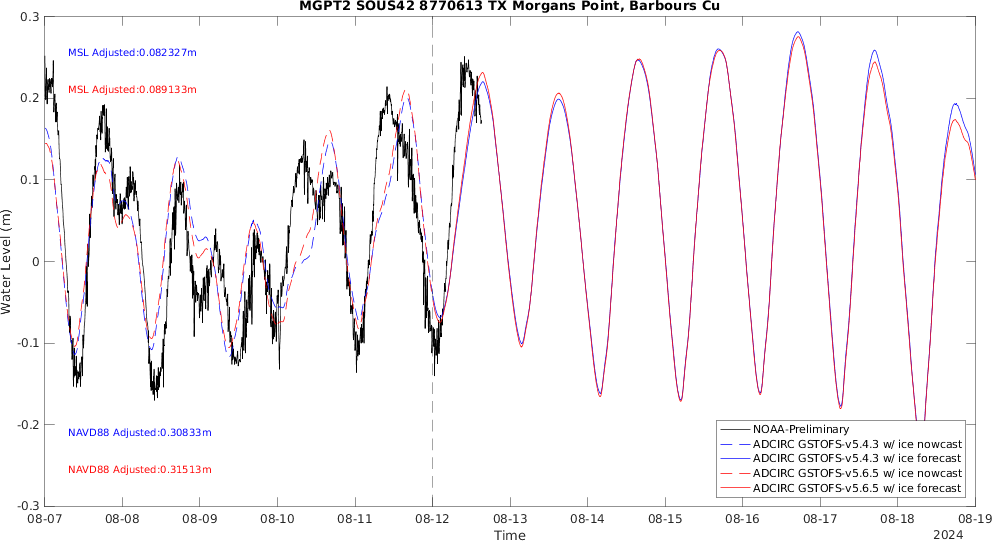 MGPT2 SOUS42 8770613 TX Morgans Point, Barbours Cu
0.3
0.2
0.1
0
-0.1
-0.2
-0.3
Water Level (m)
MSL Adjusted:0.082327m
MSL Adjusted:0.089133m
NAVD88 Adjusted:0.30833m
NAVD88 Adjusted:0.31513m
NOAA-Preliminary
ADCIRC GSTOFS-v5.4.3 w/ ice nowcast
ADCIRC GSTOFS-v5.4.3 w/ ice forecast
ADCIRC GSTOFS-v5.6.5 w/ ice nowcast
ADCIRC GSTOFS-v5.6.5 w/ ice forecast
08-07 08-08 08-09 08-10 08-11 08-12 08-13 08-14 08-15 08-16 08-17 08-18 08-19
Time
2024